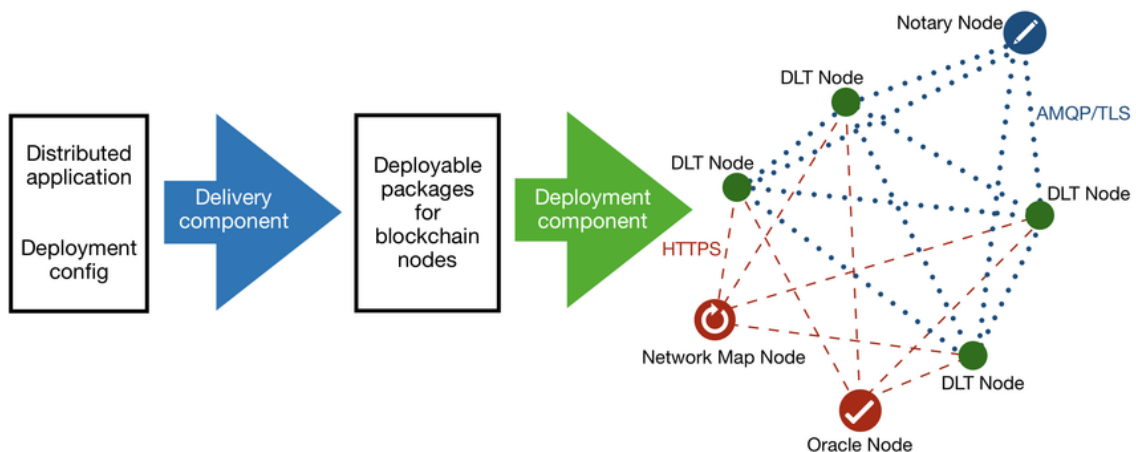 Distributed
application
Deployment
config
Delivery
component
Deployable
packages
for
blockchain
nodes
Deployment
component
Notary Node
DLT Node
AMQP/TLS
DLT Node
DLT Node
HTTPS
Network Map Node
DLT Node
Oracle Node